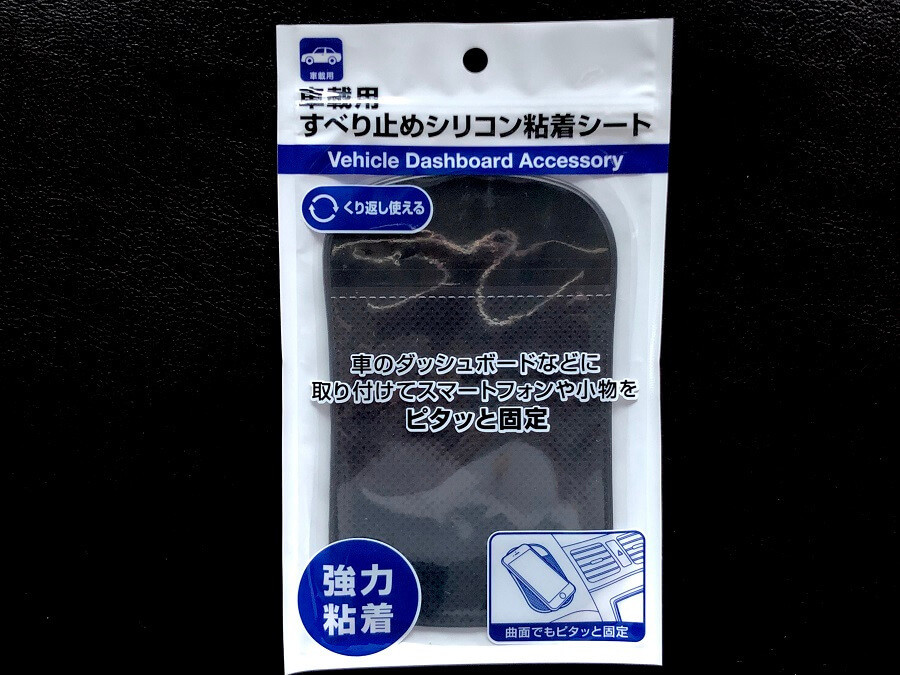 車載用
車載用
すべり止めシリコン粘着シート
Vehicle Dashboard Accessory
くり返し使える
車のダッシュボードなどに
取り付けてスマートフォンや小物を
ピタッと固定
強力
粘着
曲面でもピタッと固定